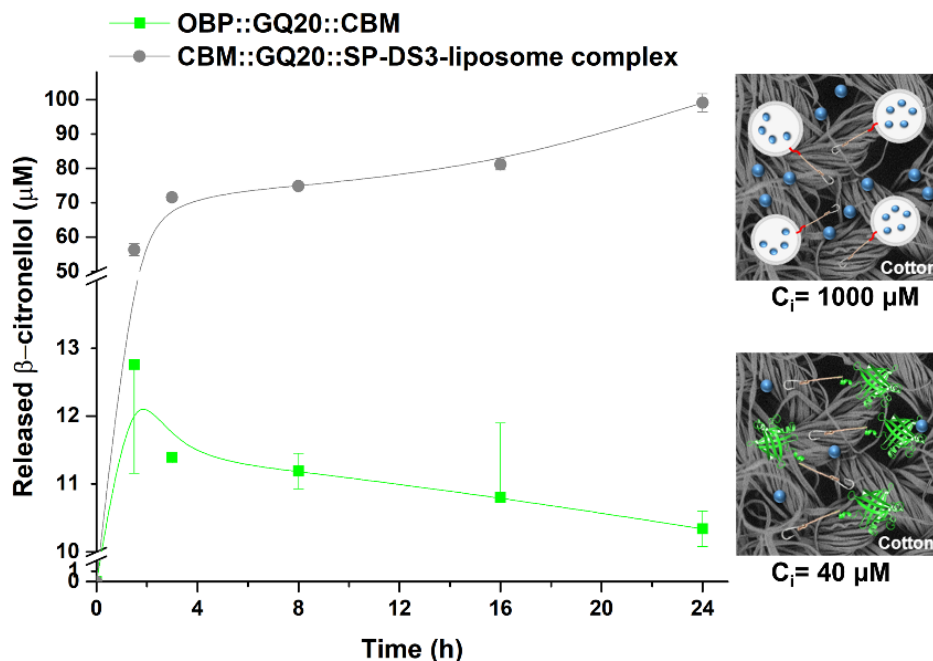 OBP::GQ20::CBM
CBM::GQ20::SP-DS3-liposome complex
Released β−citronellol (μM)
100
90
80
70
60
50
13
12
11
10
1
0
0
4
8
12
16
20
24
Time (h)
Cotton
Cᵢ= 1000 μM
Cotton
Cᵢ= 40 μM